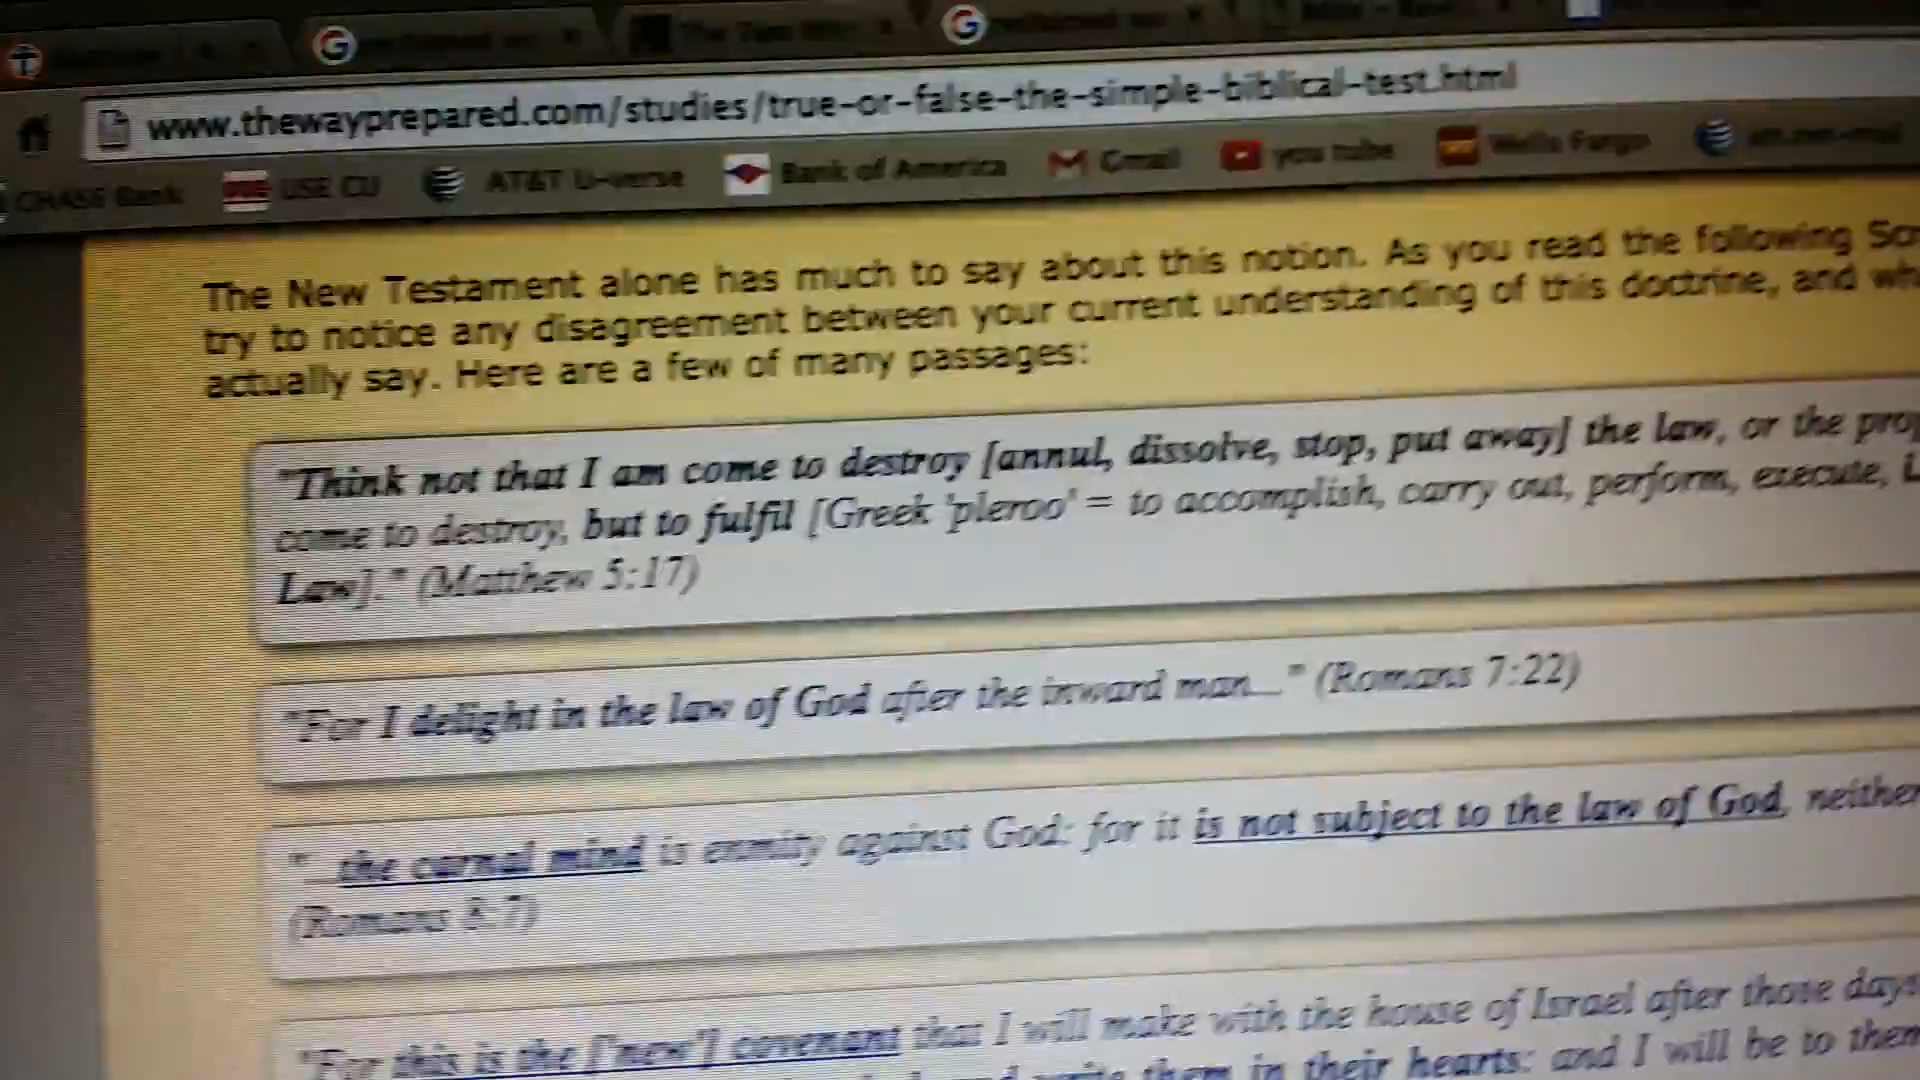 www.thewayprepared.com/studies/true-or-false-the-simple-biblical-test.html
CHASE Bank USE CU AT&T U-verse Bank of America Gmail you tube Wells Fargo
The New Testament alone has much to say about this notion. As you read the following
try to notice any disagreement between your current understanding of this doctrine, and
actually say. Here are a few of many passages:
"Think not that I am come to destroy [annul, dissolve, stop, put away] the law, or the
come to destroy, but to fulfil [Greek 'pleroo' = to accomplish, carry out, perform, execute,
Law]." (Matthew 5:17)
"For I delight in the law of God after the inward man..." (Romans 7:22)
"...the carnal mind is enmity against God: for it is not subject to the law of God, neither
(Romans 8:7)
"For this is the ['new'] covenant that I will make with the house of Israel after those days
write them in their hearts: and I will be to them